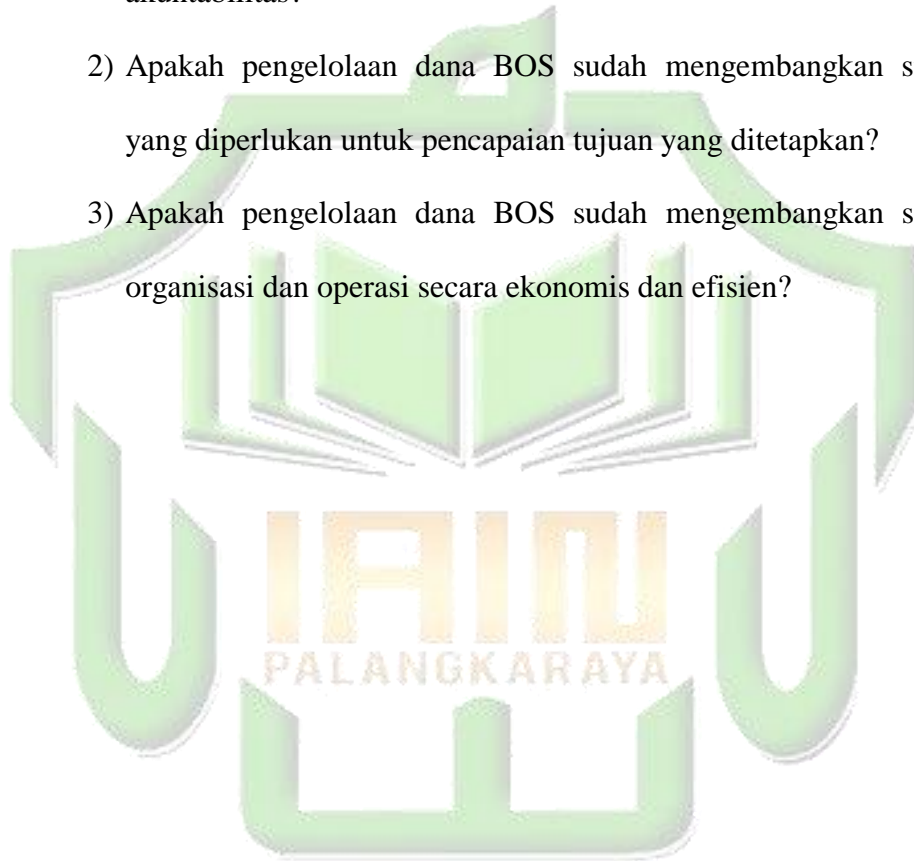 2) Apakah pengelolaan dana BOS sudah mengembangkan
yang diperlukan untuk pencapaian tujuan yang ditetapkan?
3) Apakah pengelolaan dana BOS sudah mengembangkan
organisasi dan operasi secara ekonomis dan efisien?
IAIN
PALANGKARAYA